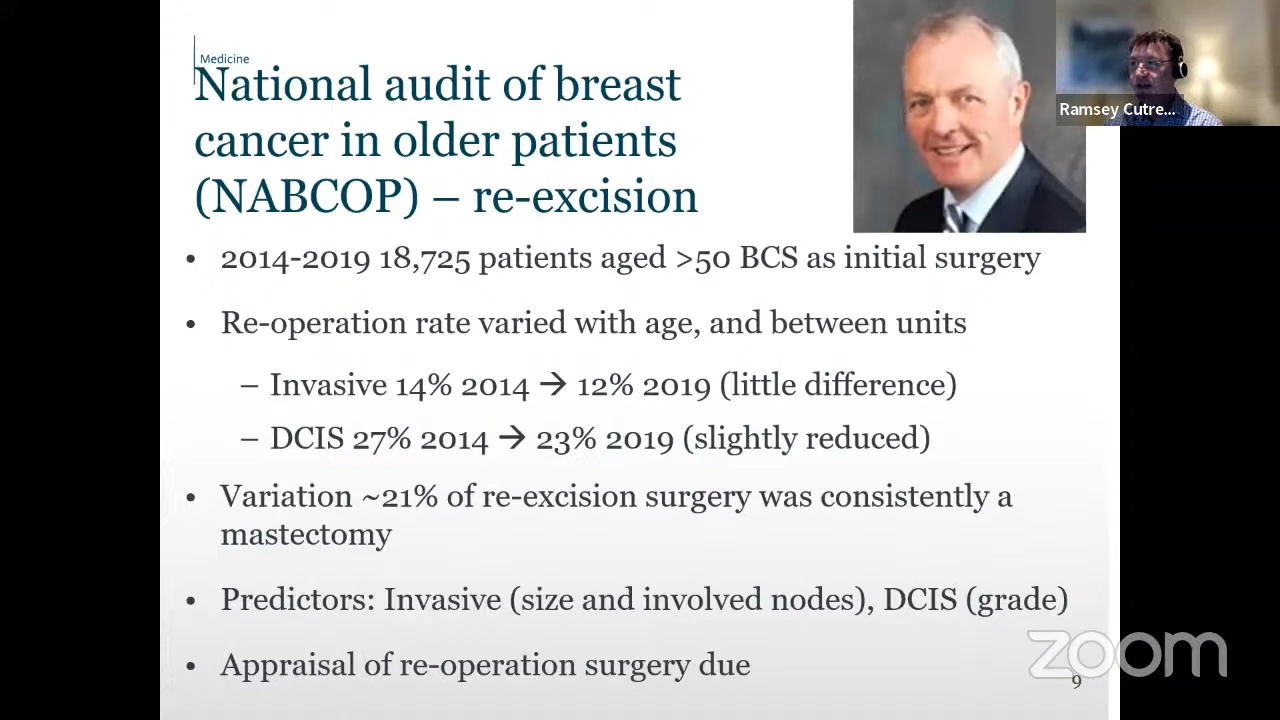 Medicine
National audit of breast
cancer in older patients
(NABCOP) – re-excision
Ramsey Cutre...
• 2014-2019 18,725 patients aged >50 BCS as initial surgery
• Re-operation rate varied with age, and between units
– Invasive 14% 2014 → 12% 2019 (little difference)
– DCIS 27% 2014 → 23% 2019 (slightly reduced)
• Variation ~21% of re-excision surgery was consistently a
mastectomy
• Predictors: Invasive (size and involved nodes), DCIS (grade)
• Appraisal of re-operation surgery due
zoom
9